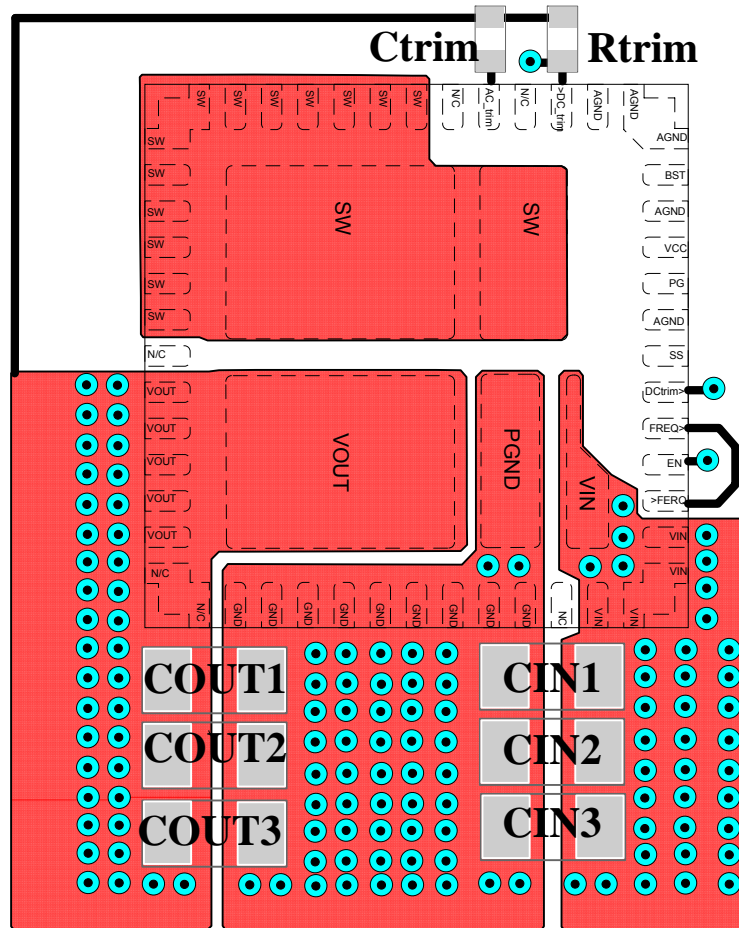 Ctrim
Rtrim
SW
SW
SW
SW
SW
SW
SW
N/C
AC_trim
N/C
>DC_trim
AGND
AGND
SW
SW
SW
SW
SW
SW
N/C
VOUT
VOUT
VOUT
VOUT
VOUT
N/C
AGND
BST
AGND
VCC
PG
AGND
SS
DCtrim>
FREQ>
EN
>FERQ
VIN
VIN
SW
SW
VOUT
PGND
VIN
N/C
GND
GND
GND
GND
GND
GND
GND
GND
GND
NC
VIN
VIN
COUT1
CIN1
COUT2
CIN2
COUT3
CIN3